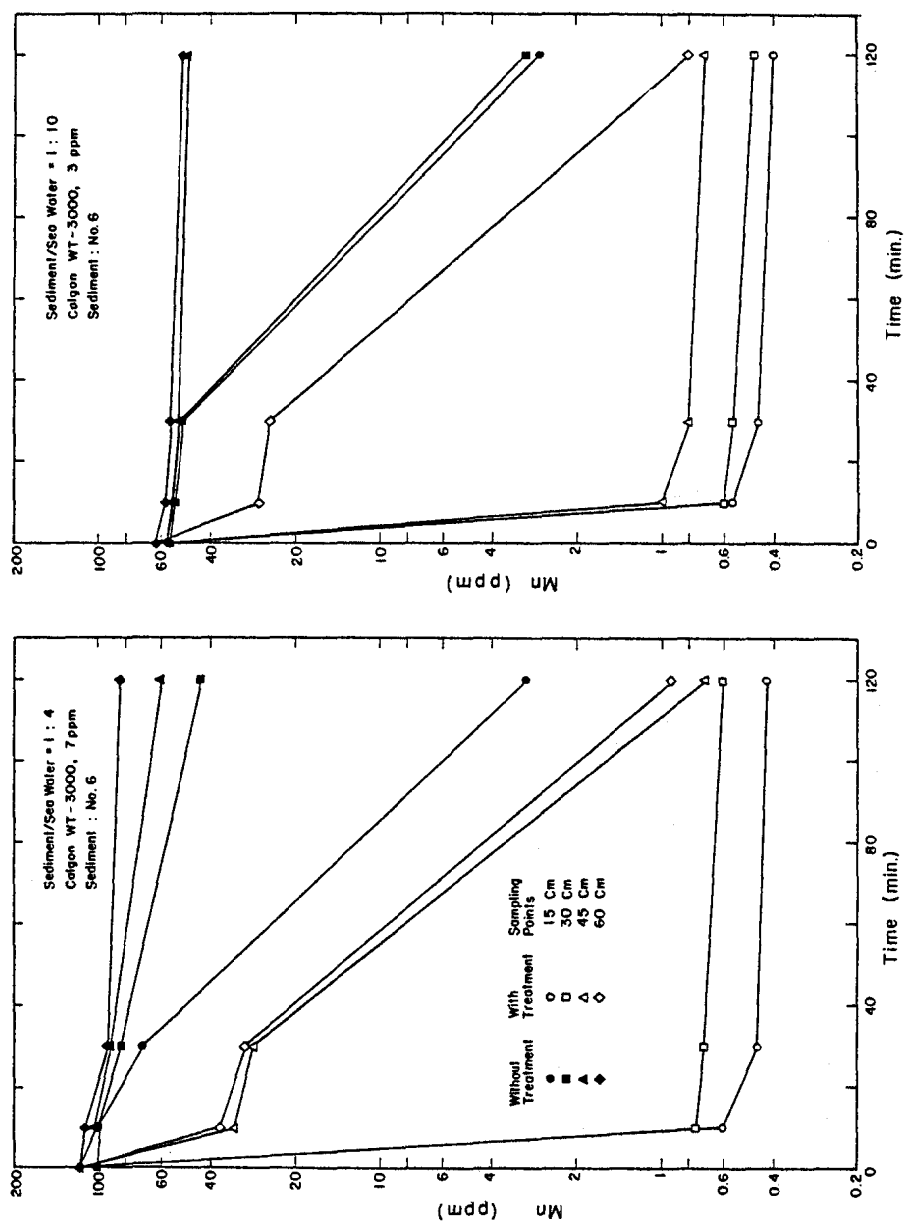 Sediment/Sea Water = 1 : 4
Calgon WT-3000, 7 ppm
Sediment : No. 6
Without Treatment
With Treatment
Sampling Points
15 Cm
30 Cm
45 Cm
60 Cm
200
100
60
40
20
10
6
4
2
1
0.6
0.4
0.2
Mn (ppm)
0
40
80
120
Time (min.)
Sediment/Sea Water = 1 : 10
Calgon WT-3000, 3 ppm
Sediment : No. 6
200
100
60
40
20
10
6
4
2
1
0.6
0.4
0.2
Mn (ppm)
0
40
80
120
Time (min.)